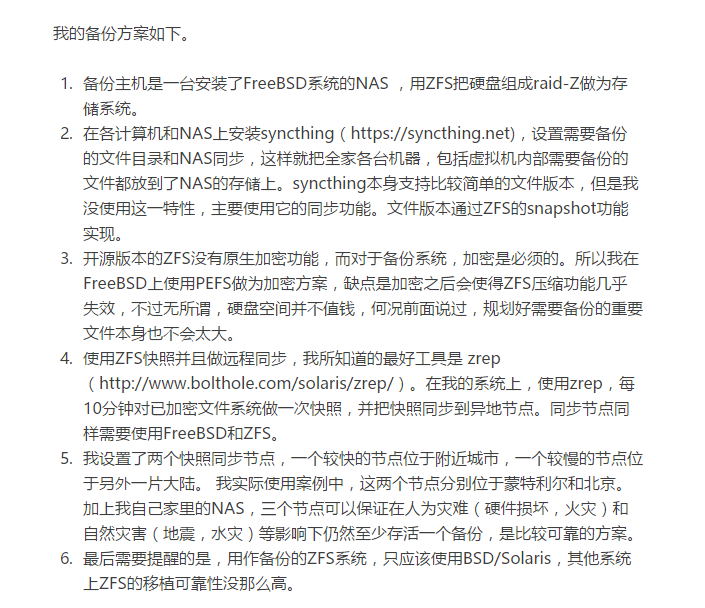 我的备份方案如下。
1. 备份主机是一台安装了FreeBSD系统的NAS ，用ZFS把硬盘组成raid-Z做为存
储系统。
2. 在各计算机和NAS上安装syncthing（https://syncthing.net)，设置需要备份
的文件目录和NAS同步，这样就把全家各台机器，包括虚拟机内部需要备份的
文件都放到了NAS的存储上。syncthing本身支持比较简单的文件版本，但是我
没使用这一特性，主要使用它的同步功能。文件版本通过ZFS的snapshot功能
实现。
3. 开源版本的ZFS没有原生加密功能，而对于备份系统，加密是必须的。所以我在
FreeBSD上使用PEFS做为加密方案，缺点是加密之后会使得ZFS压缩功能几乎
失效，不过无所谓，硬盘空间并不值钱，何况前面说过，规划好需要备份的重要
文件本身也不会太大。
4. 使用ZFS快照并且做远程同步，我所知道的最好工具是 zrep
（http://www.bolthole.com/solaris/zrep/）。在我的系统上，使用zrep，每
10分钟对已加密文件系统做一次快照，并把快照同步到异地节点。同步节点同
样需要使用FreeBSD和ZFS。
5. 我设置了两个快照同步节点，一个较快的节点位于附近城市，一个较慢的节点位
于另外一片大陆。 我实际使用案例中，这两个节点分别位于蒙特利尔和北京。
加上我自己家里的NAS，三个节点可以保证在人为灾难（硬件损坏，火灾）和
自然灾害（地震，水灾）等影响下仍然至少存活一个备份，是比较可靠的方案。
6. 最后需要提醒的是，用作备份的ZFS系统，只应该使用BSD/Solaris，其他系统
上ZFS的移植可靠性没那么高。